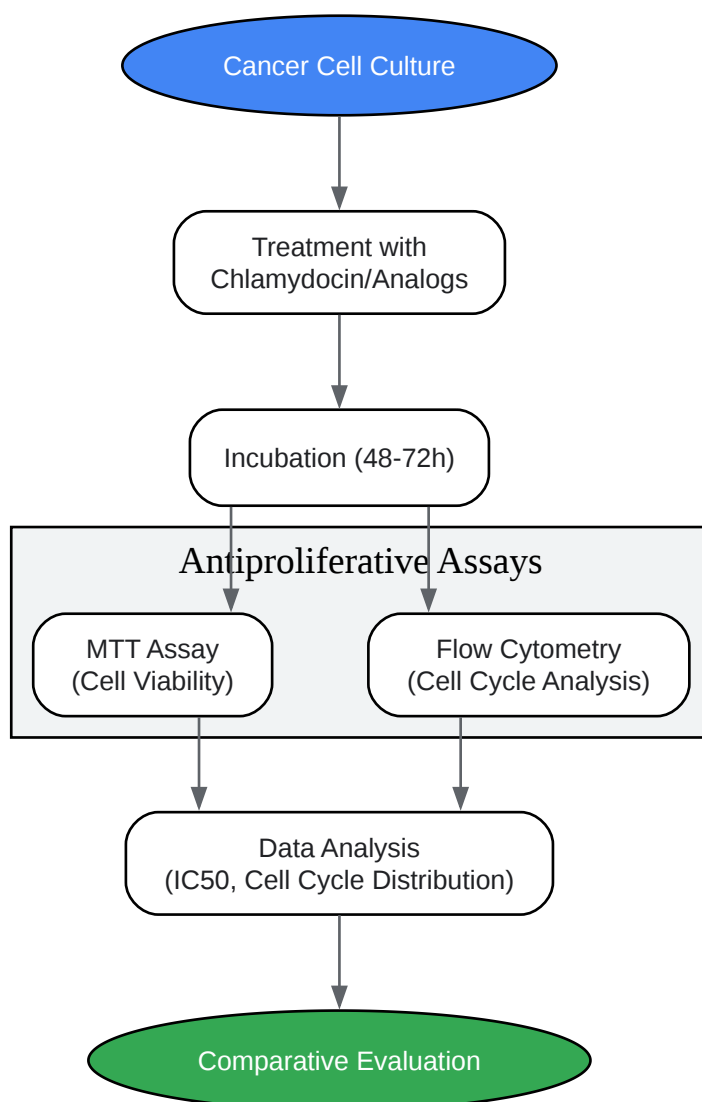 Cancer Cell Culture
Treatment with
Chlamydocin/Analogs
Incubation (48-72h)
Antiproliferative Assays
MTT Assay
(Cell Viability)
Flow Cytometry
(Cell Cycle Analysis)
Data Analysis
(IC50, Cell Cycle Distribution)
Comparative Evaluation